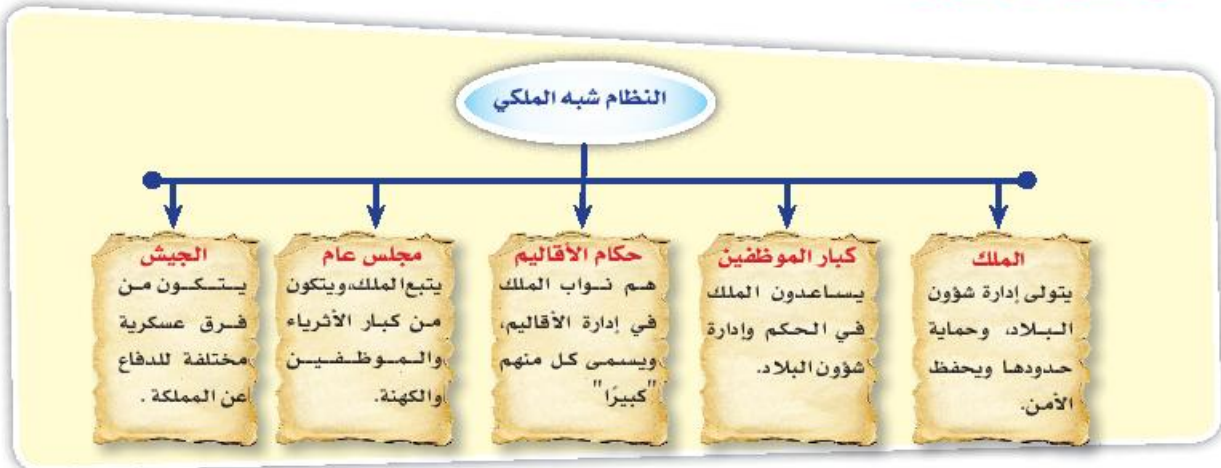 النظام شبه الملكي
الملك
يتولى إدارة شؤون
البلاد، وحماية
حدودها ويحفظ
الأمن.
كبار الموظفين
يساعدون الملك
في الحكم وإدارة
شؤون البلاد.
حكام الأقاليم
هم نواب الملك
في إدارة الأقاليم،
ويسمى كل منهم
"كبيرًا"
مجلس عام
يتبع الملك،ويتكون
من كبار الأثرياء
والموظفين
والكهنة.
الجيش
يتكون من
فرق عسكرية
مختلفة للدفاع
عن المملكة .